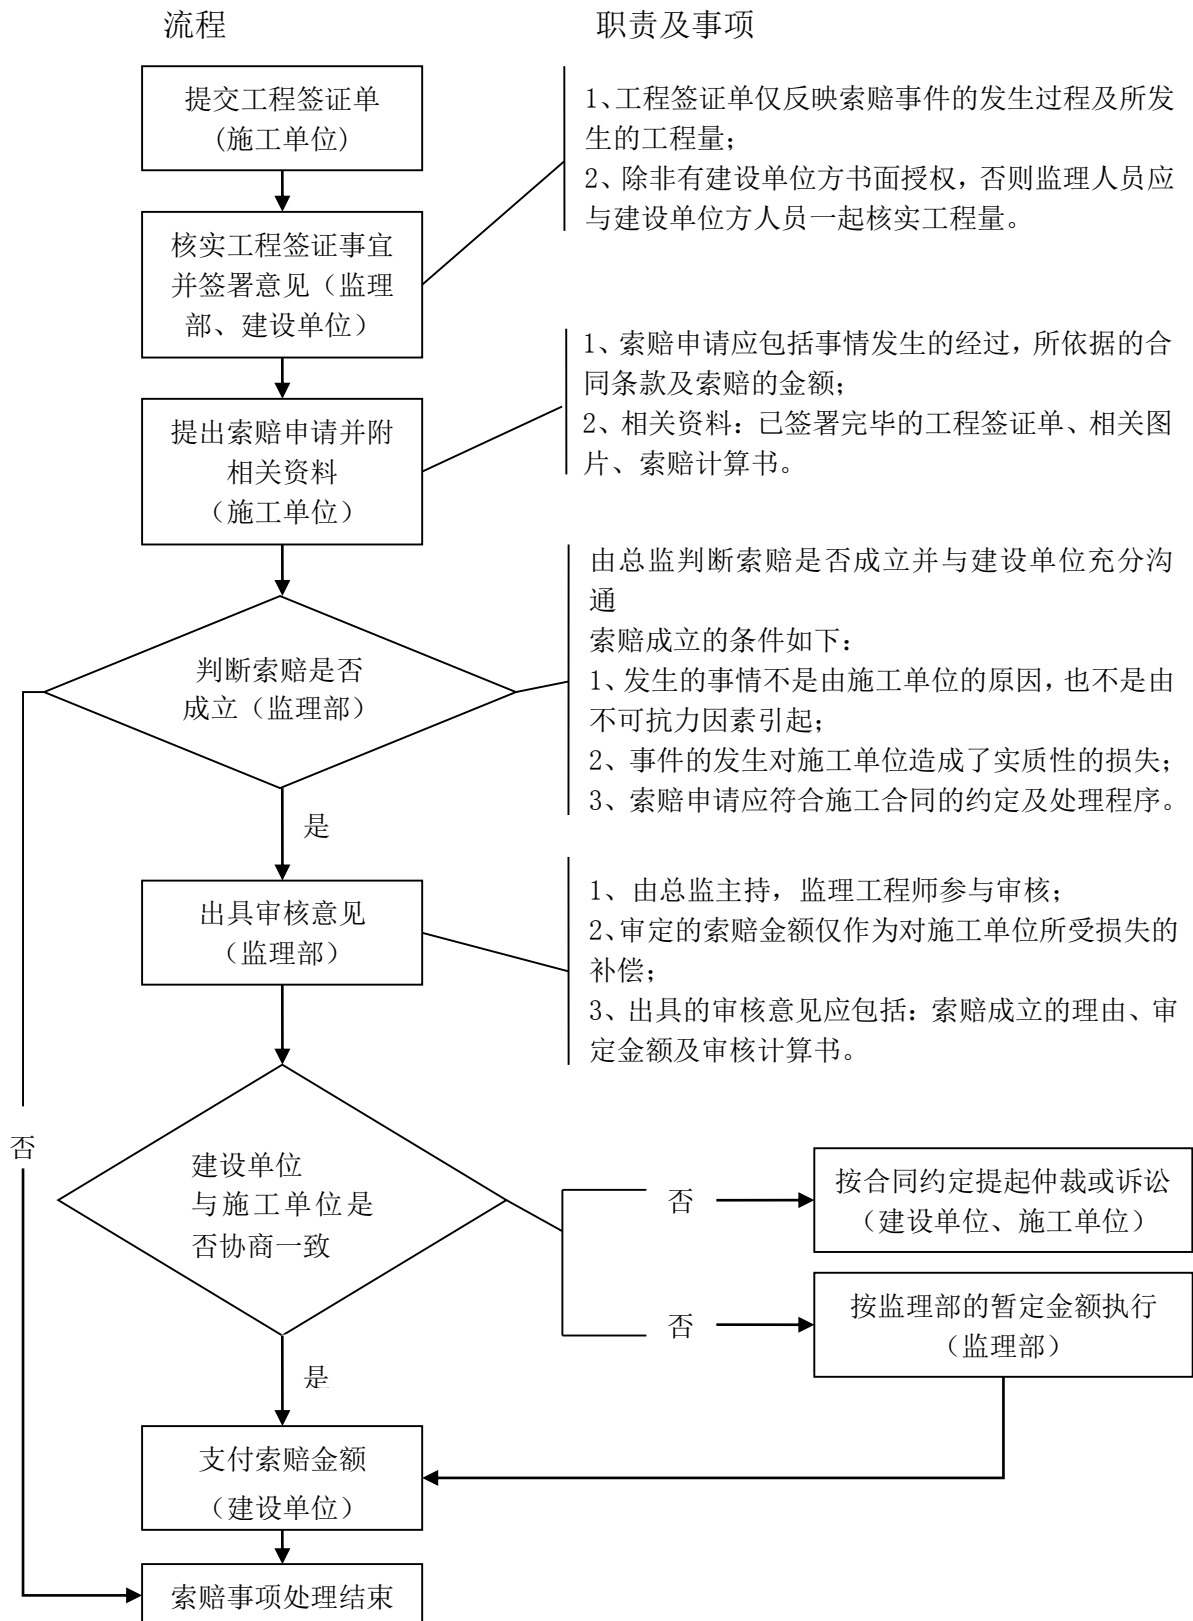 流程
职责及事项
提交工程签证单
(施工单位)
1、工程签证单仅反映索赔事件的发生过程及所发
生的工程量；
2、除非有建设单位方书面授权，否则监理人员应
与建设单位方人员一起核实工程量。
核实工程签证事宜
并签署意见（监理
部、建设单位）
1、索赔申请应包括事情发生的经过，所依据的合
同条款及索赔的金额；
2、相关资料：已签署完毕的工程签证单、相关图
片、索赔计算书。
提出索赔申请并附
相关资料
（施工单位）
由总监判断索赔是否成立并与建设单位充分沟
通
索赔成立的条件如下：
1、发生的事情不是由施工单位的原因，也不是由
不可抗力因素引起；
2、事件的发生对施工单位造成了实质性的损失；
3、索赔申请应符合施工合同的约定及处理程序。
判断索赔是否
成立（监理部）
是
出具审核意见
（监理部）
1、 由总监主持，监理工程师参与审核；
2、审定的索赔金额仅作为对施工单位所受损失的
补偿；
3、出具的审核意见应包括：索赔成立的理由、审
定金额及审核计算书。
否
建设单位
与施工单位是
否协商一致
否
按合同约定提起仲裁或诉讼
（建设单位、施工单位）
否
按监理部的暂定金额执行
（监理部）
是
支付索赔金额
（建设单位）
索赔事项处理结束